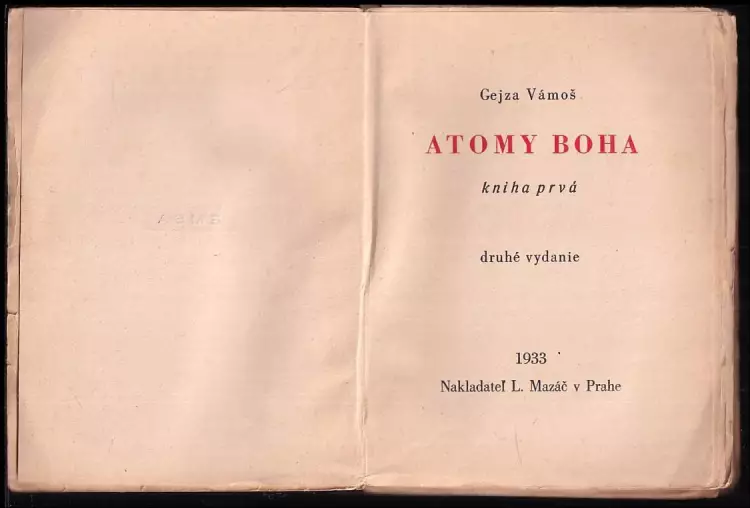 Gejza Vámoš
ATOMY BOHA
kniha prvá
druhé vydanie
1933
Nakladateľ L. Mazáč v Prahe